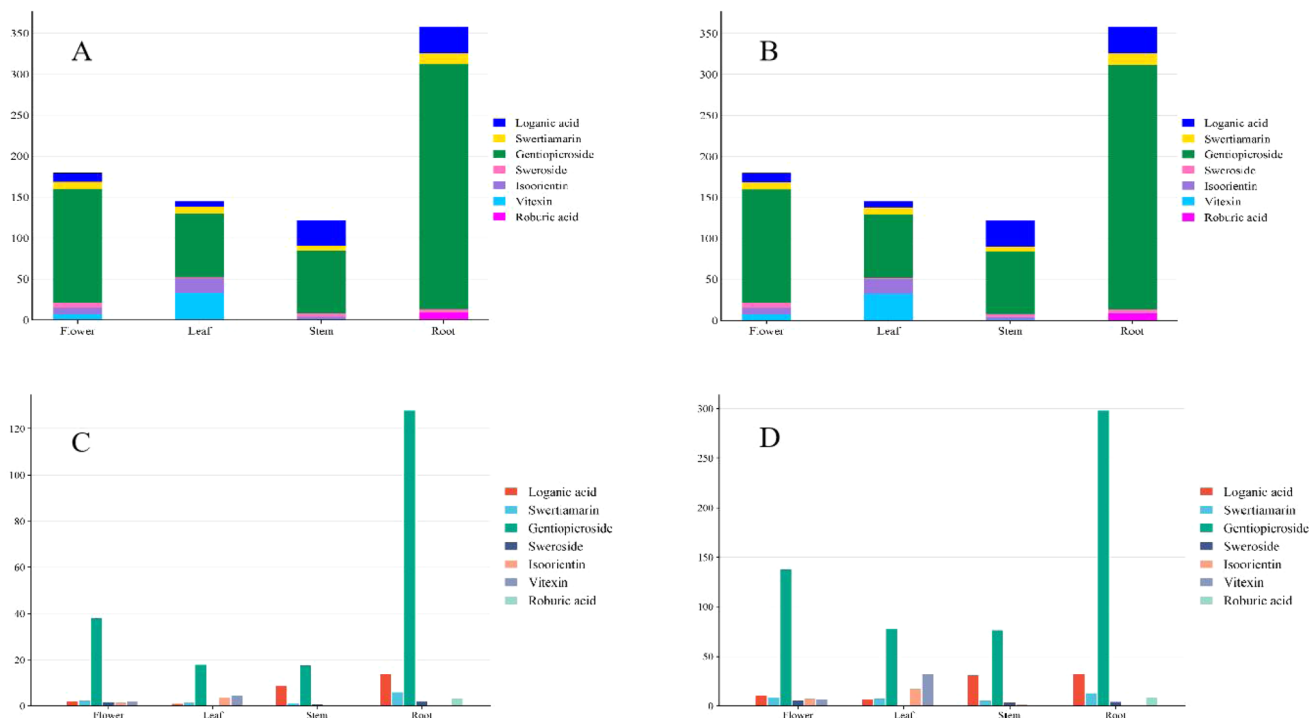 A
350
300
250
200
150
100
50
0
Flower
Leaf
Stem
Root
Loganic acid
Swertiamarin
Gentiopicroside
Sweroside
Isoorientin
Vitexin
Roburic acid
B
350
300
250
200
150
100
50
0
Flower
Leaf
Stem
Root
Loganic acid
Swertiamarin
Gentiopicroside
Sweroside
Isoorientin
Vitexin
Roburic acid
C
120
100
80
60
40
20
0
Flower
Leaf
Stem
Root
Loganic acid
Swertiamarin
Gentiopicroside
Sweroside
Isoorientin
Vitexin
Roburic acid
D
300
250
200
150
100
50
0
Flower
Leaf
Stem
Root
Loganic acid
Swertiamarin
Gentiopicroside
Sweroside
Isoorientin
Vitexin
Roburic acid